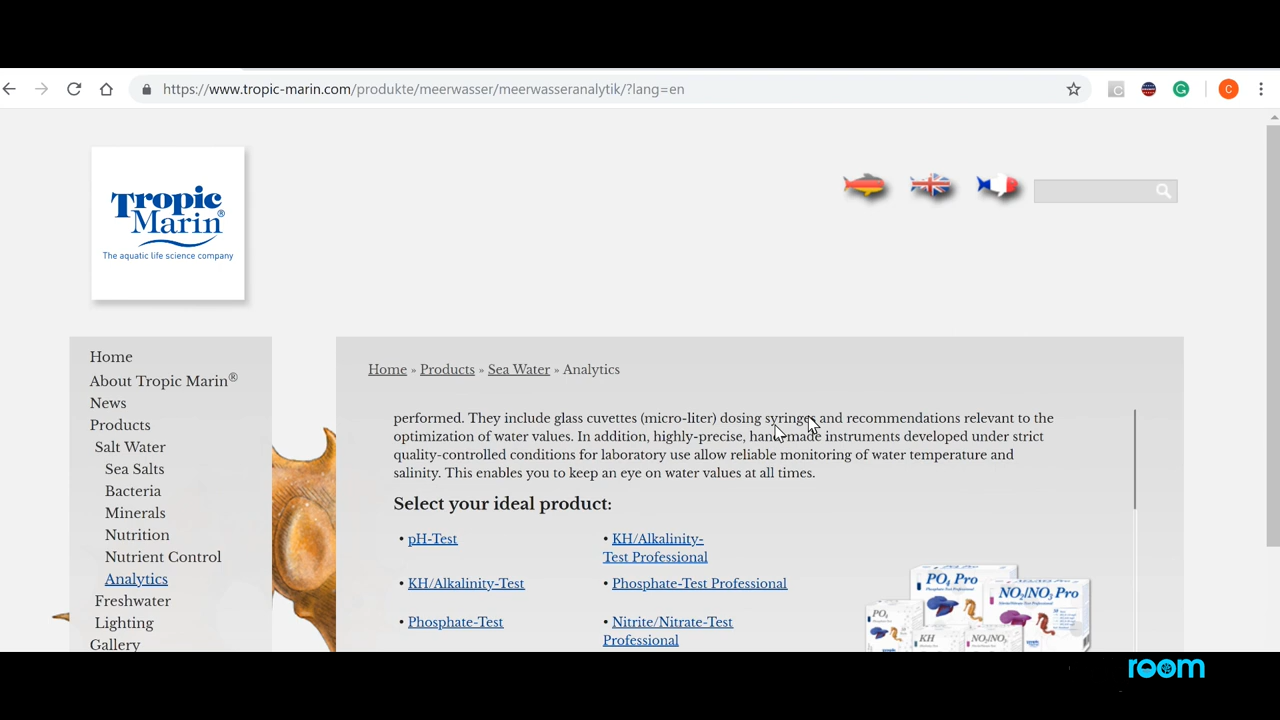 https://www.tropic-marin.com/produkte/meerwasser/meerwasseranalytik/?lang=en
C
Tropic
Marin®
The aquatic life science company
Home
About Tropic Marin®
News
Products
Salt Water
Sea Salts
Bacteria
Minerals
Nutrition
Nutrient Control
Analytics
Freshwater
Lighting
Gallery
Home » Products » Sea Water » Analytics
performed. They include glass cuvettes (micro-liter) dosing syringes and recommendations relevant to the
optimization of water values. In addition, highly-precise, hand-made instruments developed under strict
quality-controlled conditions for laboratory use allow reliable monitoring of water temperature and
salinity. This enables you to keep an eye on water values at all times.
Select your ideal product:
• pH-Test
• KH/Alkalinity-Test
• Phosphate-Test
• KH/Alkalinity-
Test Professional
• Phosphate-Test Professional
• Nitrite/Nitrate-Test
Professional
PO4 Pro
NO2/NO3 Pro
PO4
KH
NO2/NO3
room